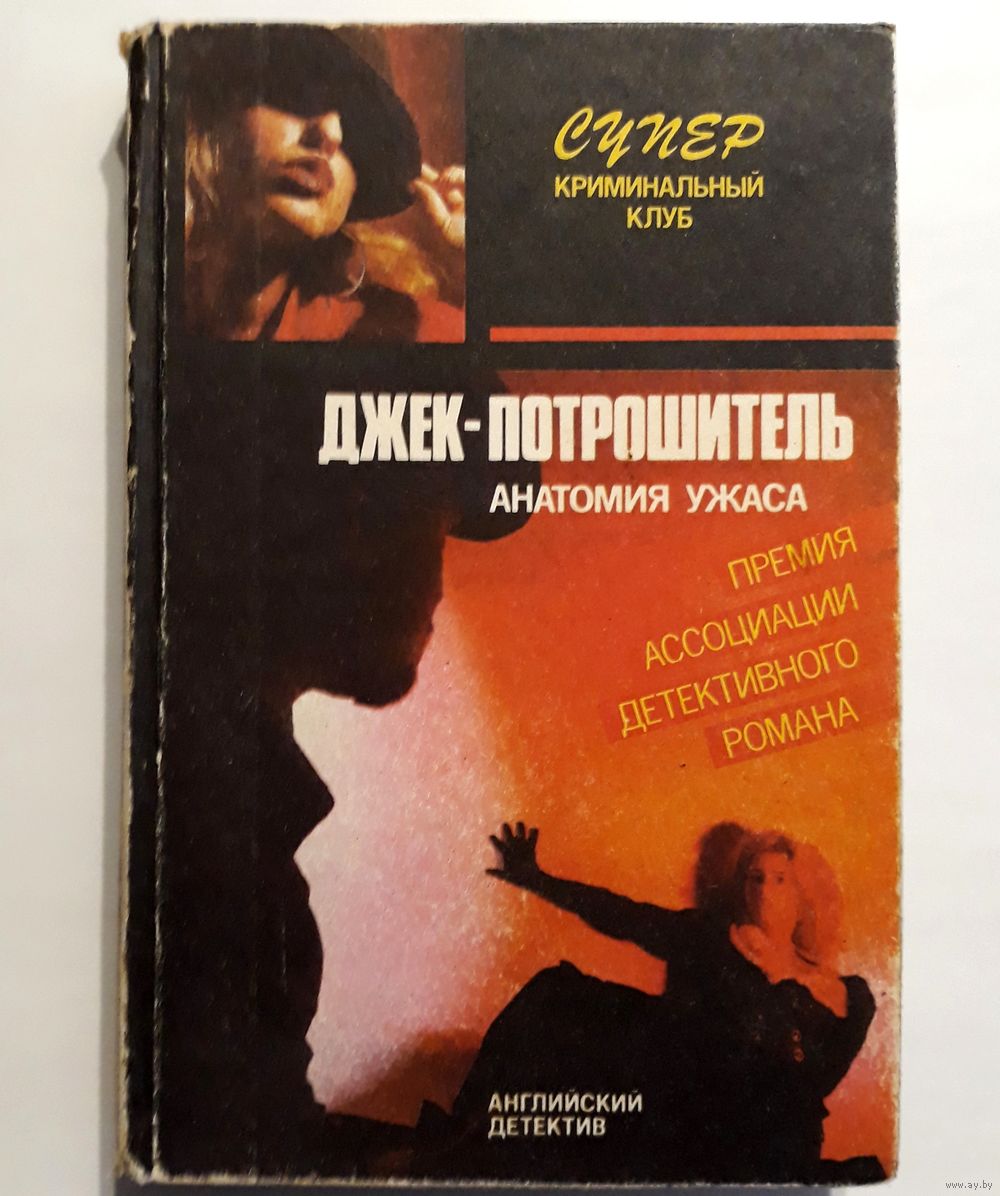 СУПЕР
КРИМИНАЛЬНЫЙ
КЛУБ
ДЖЕК-ПОТРОШИТЕЛЬ
АНАТОМИЯ УЖАСА
ПРЕМИЯ
АССОЦИАЦИИ
ДЕТЕКТИВНОГО
РОМАНА
АНГЛИЙСКИЙ
ДЕТЕКТИВ
www.ay.by